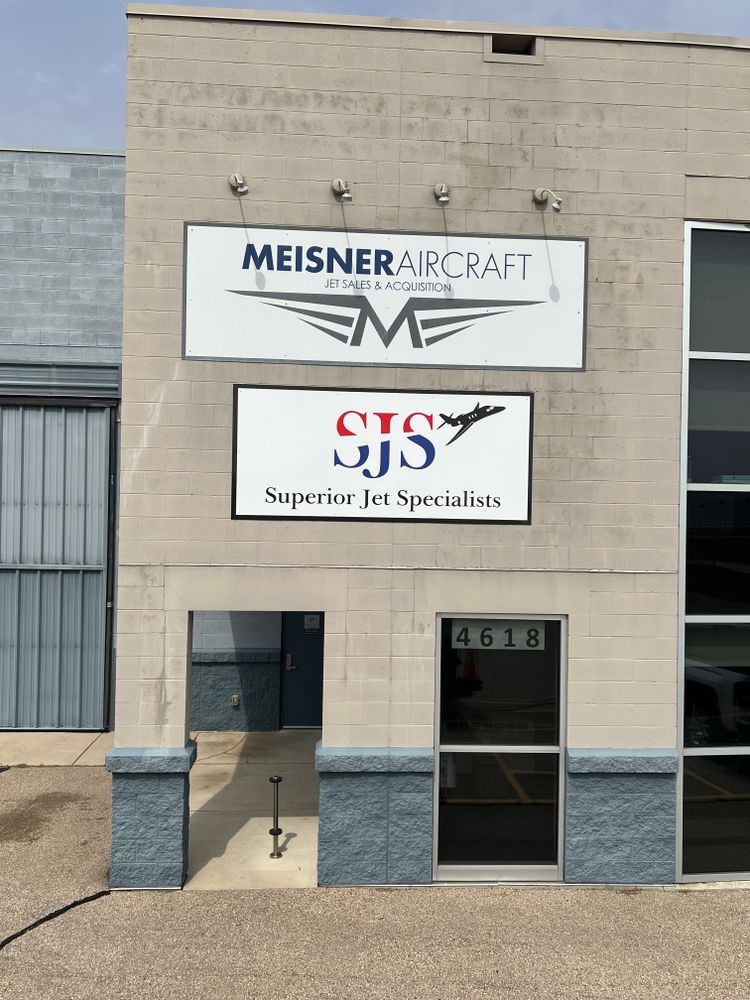 MEISNERAIRCRAFT
JET SALES & ACQUISITION
M
SJS
Superior Jet Specialists
4618